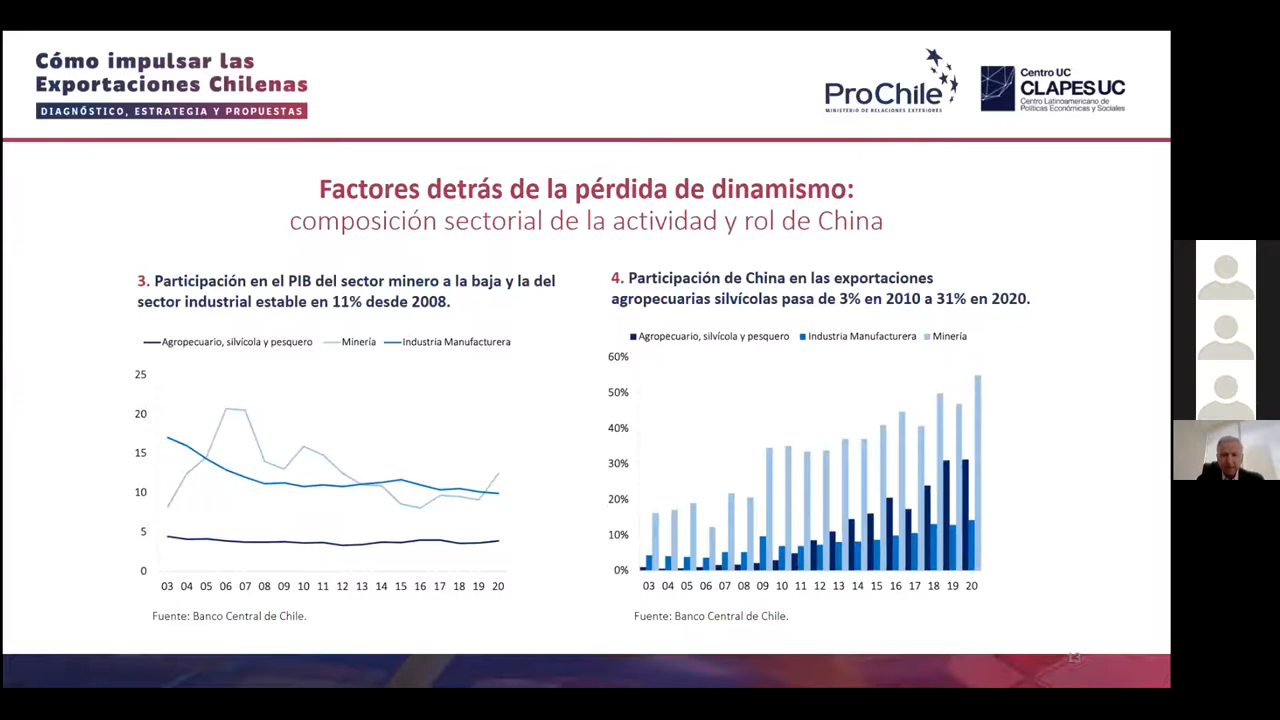 Cómo impulsar las
Exportaciones Chilenas
DIAGNÓSTICO, ESTRATEGIA Y PROPUESTAS
ProChile
MINISTERIO DE RELACIONES EXTERIORES
Centro UC
CLAPES UC
Centro Latinoamericano de
Políticas Económicas y Sociales
Factores detrás de la pérdida de dinamismo:
composición sectorial de la actividad y rol de China
3. Participación en el PIB del sector minero a la baja y la del
sector industrial estable en 11% desde 2008.
Agropecuario, silvícola y pesquero Minería Industria Manufacturera
25
20
15
10
5
0
03 04 05 06 07 08 09 10 11 12 13 14 15 16 17 18 19 20
Fuente: Banco Central de Chile.
4. Participación de China en las exportaciones
agropecuarias silvícolas pasa de 3% en 2010 a 31% en 2020.
Agropecuario, silvícola y pesquero Industria Manufacturera Minería
60%
50%
40%
30%
20%
10%
0%
03 04 05 06 07 08 09 10 11 12 13 14 15 16 17 18 19 20
Fuente: Banco Central de Chile.
13